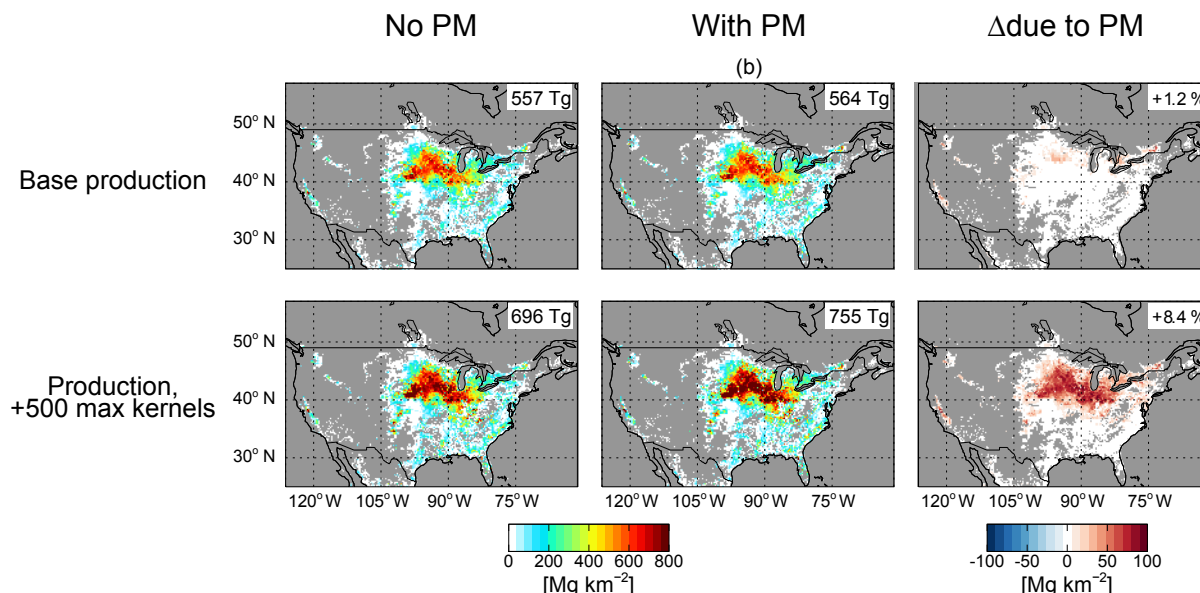 No PM
With PM
Δdue to PM
(b)
557 Tg
564 Tg
+1.2 %
50° N
40° N
30° N
Base production
696 Tg
755 Tg
+8.4 %
50° N
40° N
30° N
Production,
+500 max kernels
120°W 105°W 90°W 75°W
120°W 105°W 90°W 75°W
120°W 105°W 90°W 75°W
0 200 400 600 800
[Mg km⁻²]
-100 -50 0 50 100
[Mg km⁻²]